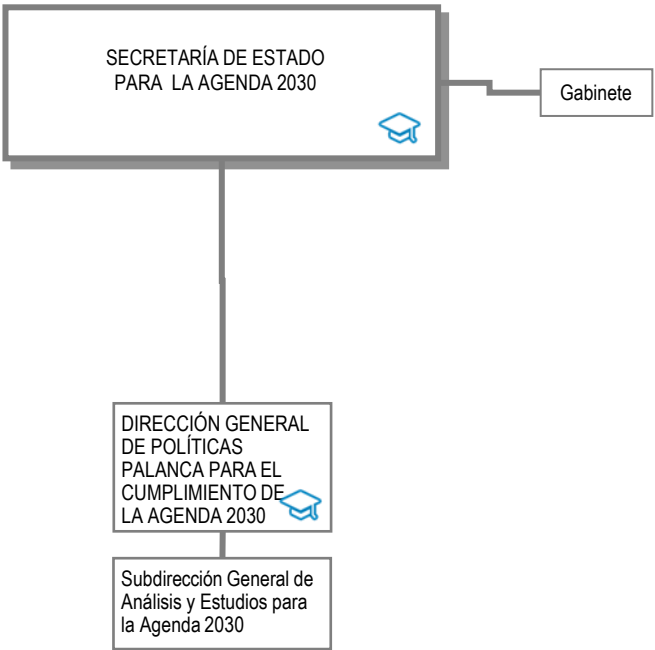 SECRETARÍA DE ESTADO
PARA LA AGENDA 2030
Gabinete
DIRECCIÓN GENERAL
DE POLÍTICAS
PALANCA PARA EL
CUMPLIMIENTO DE
LA AGENDA 2030
Subdirección General de
Análisis y Estudios para
la Agenda 2030